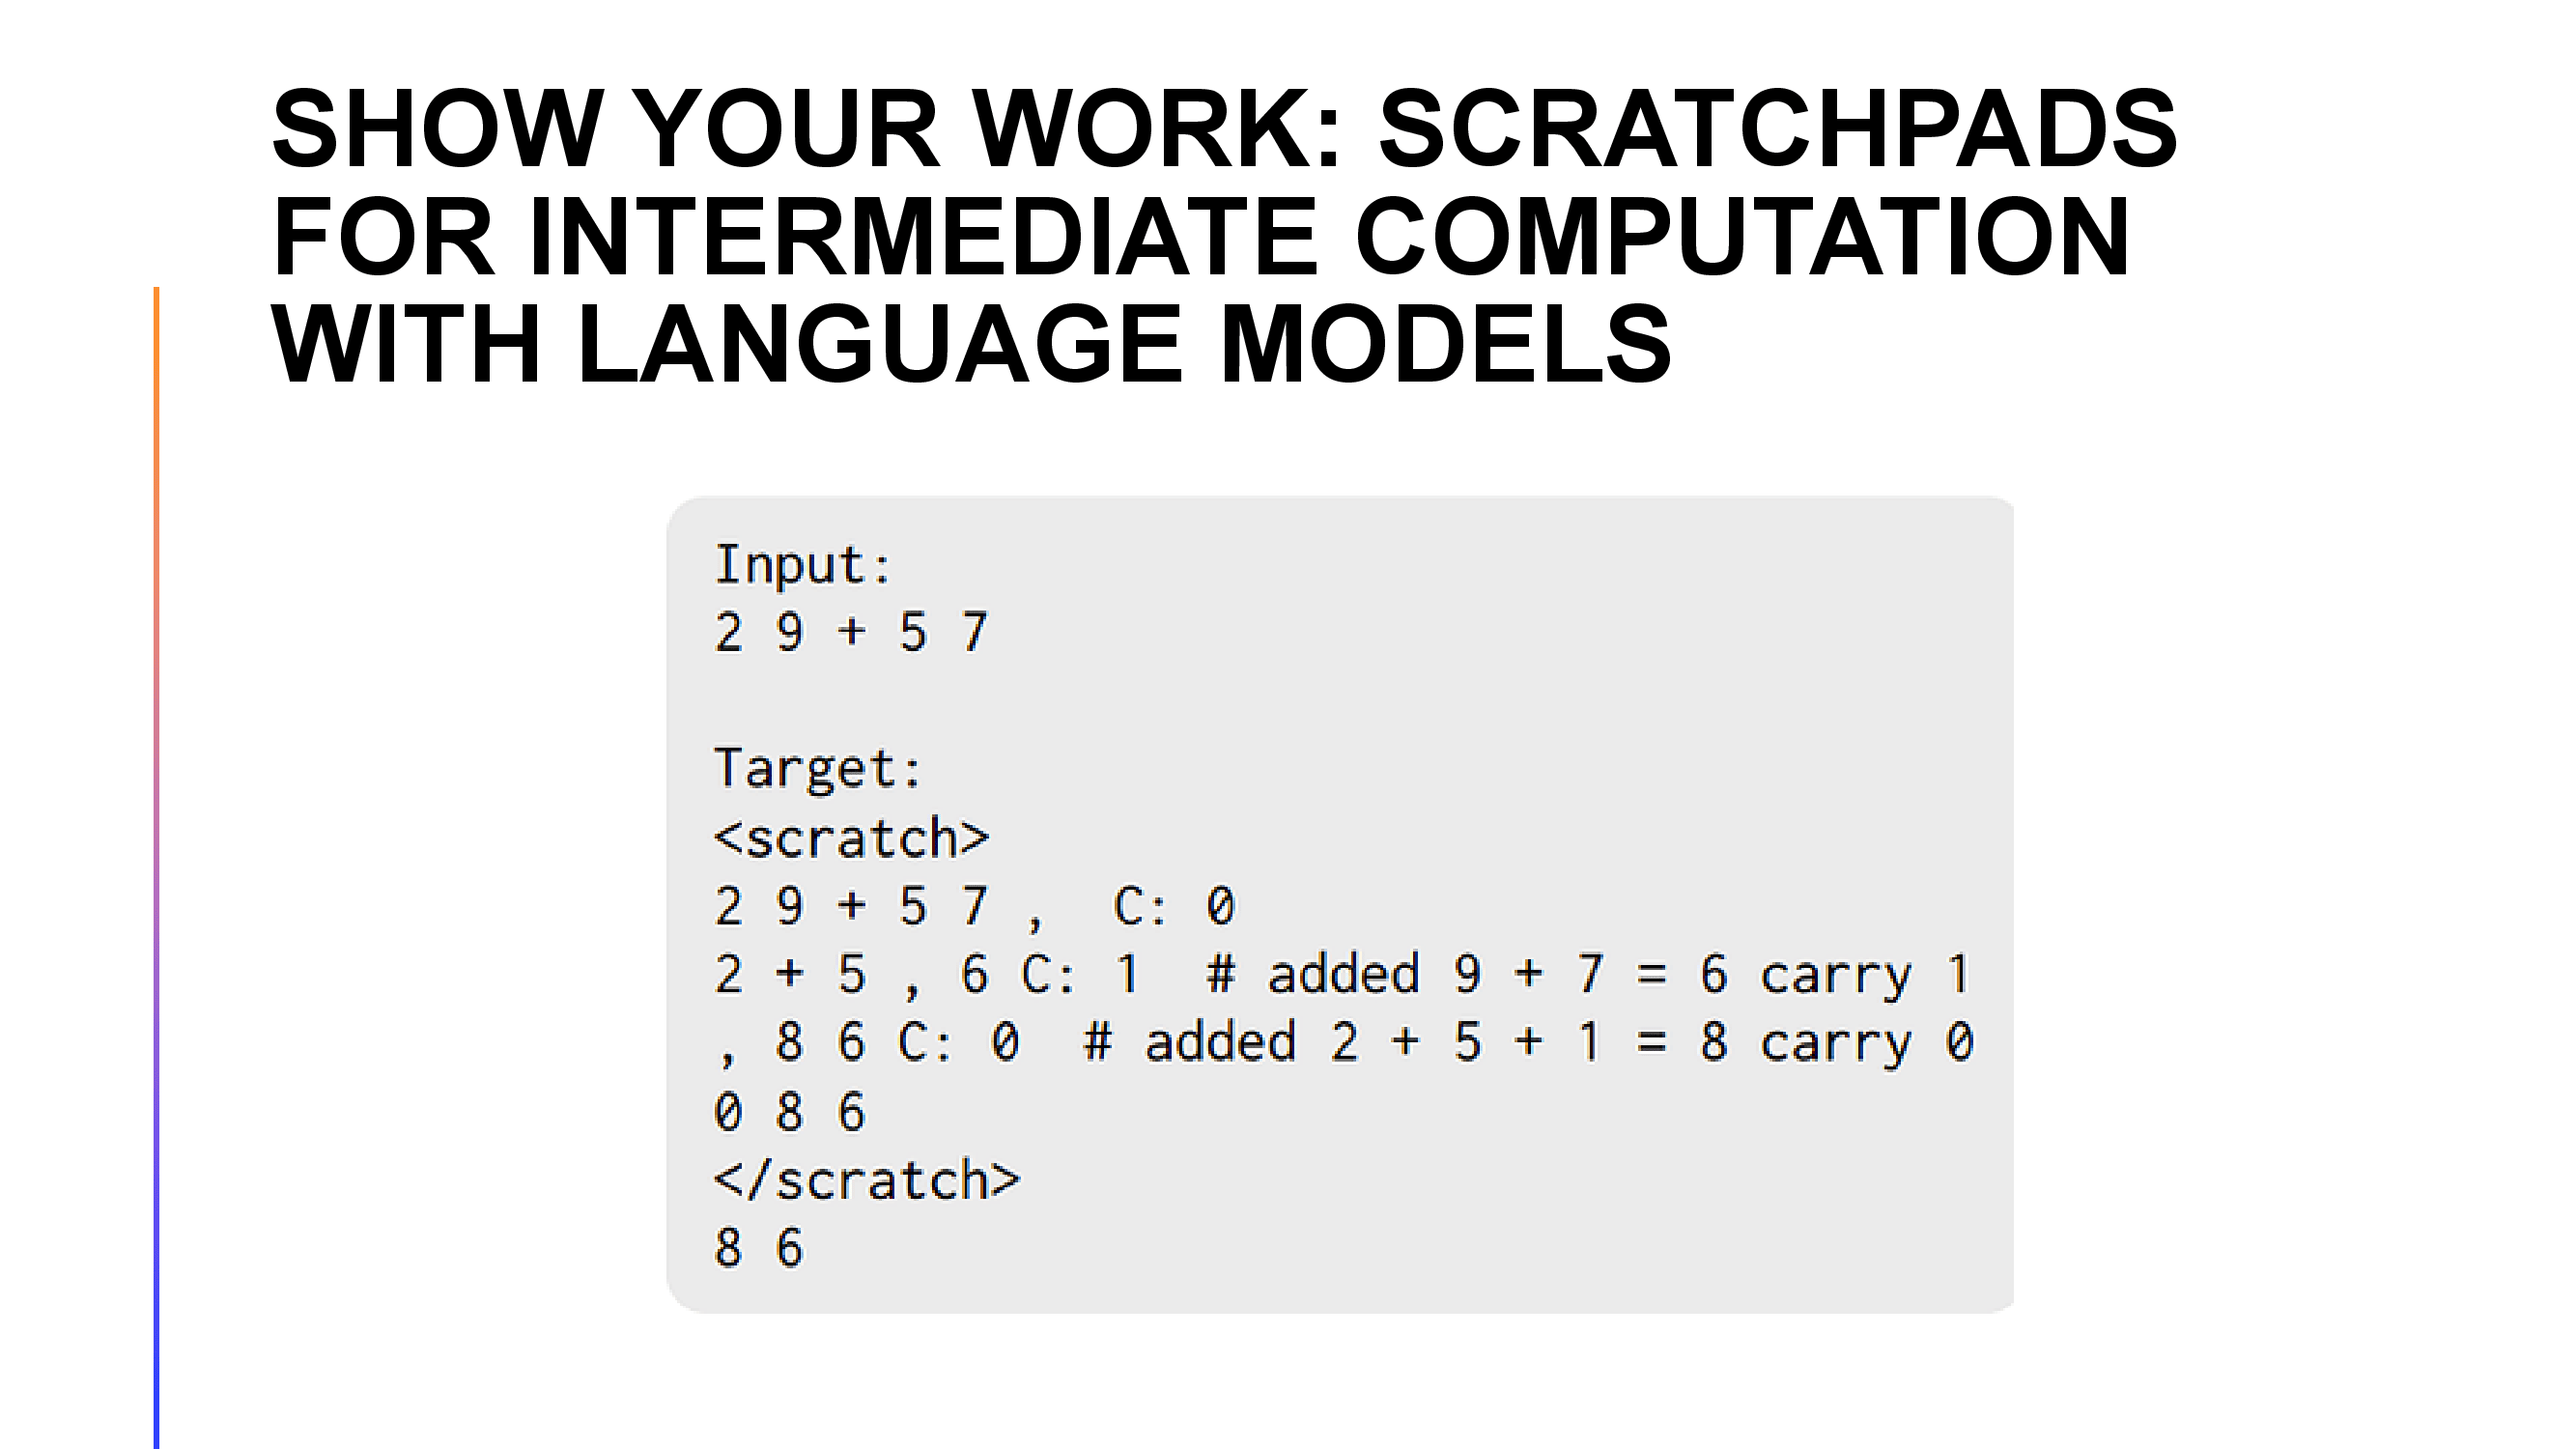 SHOW YOUR WORK: SCRATCHPADS
FOR INTERMEDIATE COMPUTATION
WITH LANGUAGE MODELS
Input:
2 9 + 5 7
Target:
<scratch>
2 9 + 5 7 ,  C: 0
2 + 5 , 6 C: 1  # added 9 + 7 = 6 carry 1
, 8 6 C: 0  # added 2 + 5 + 1 = 8 carry 0
0 8 6
</scratch>
8 6